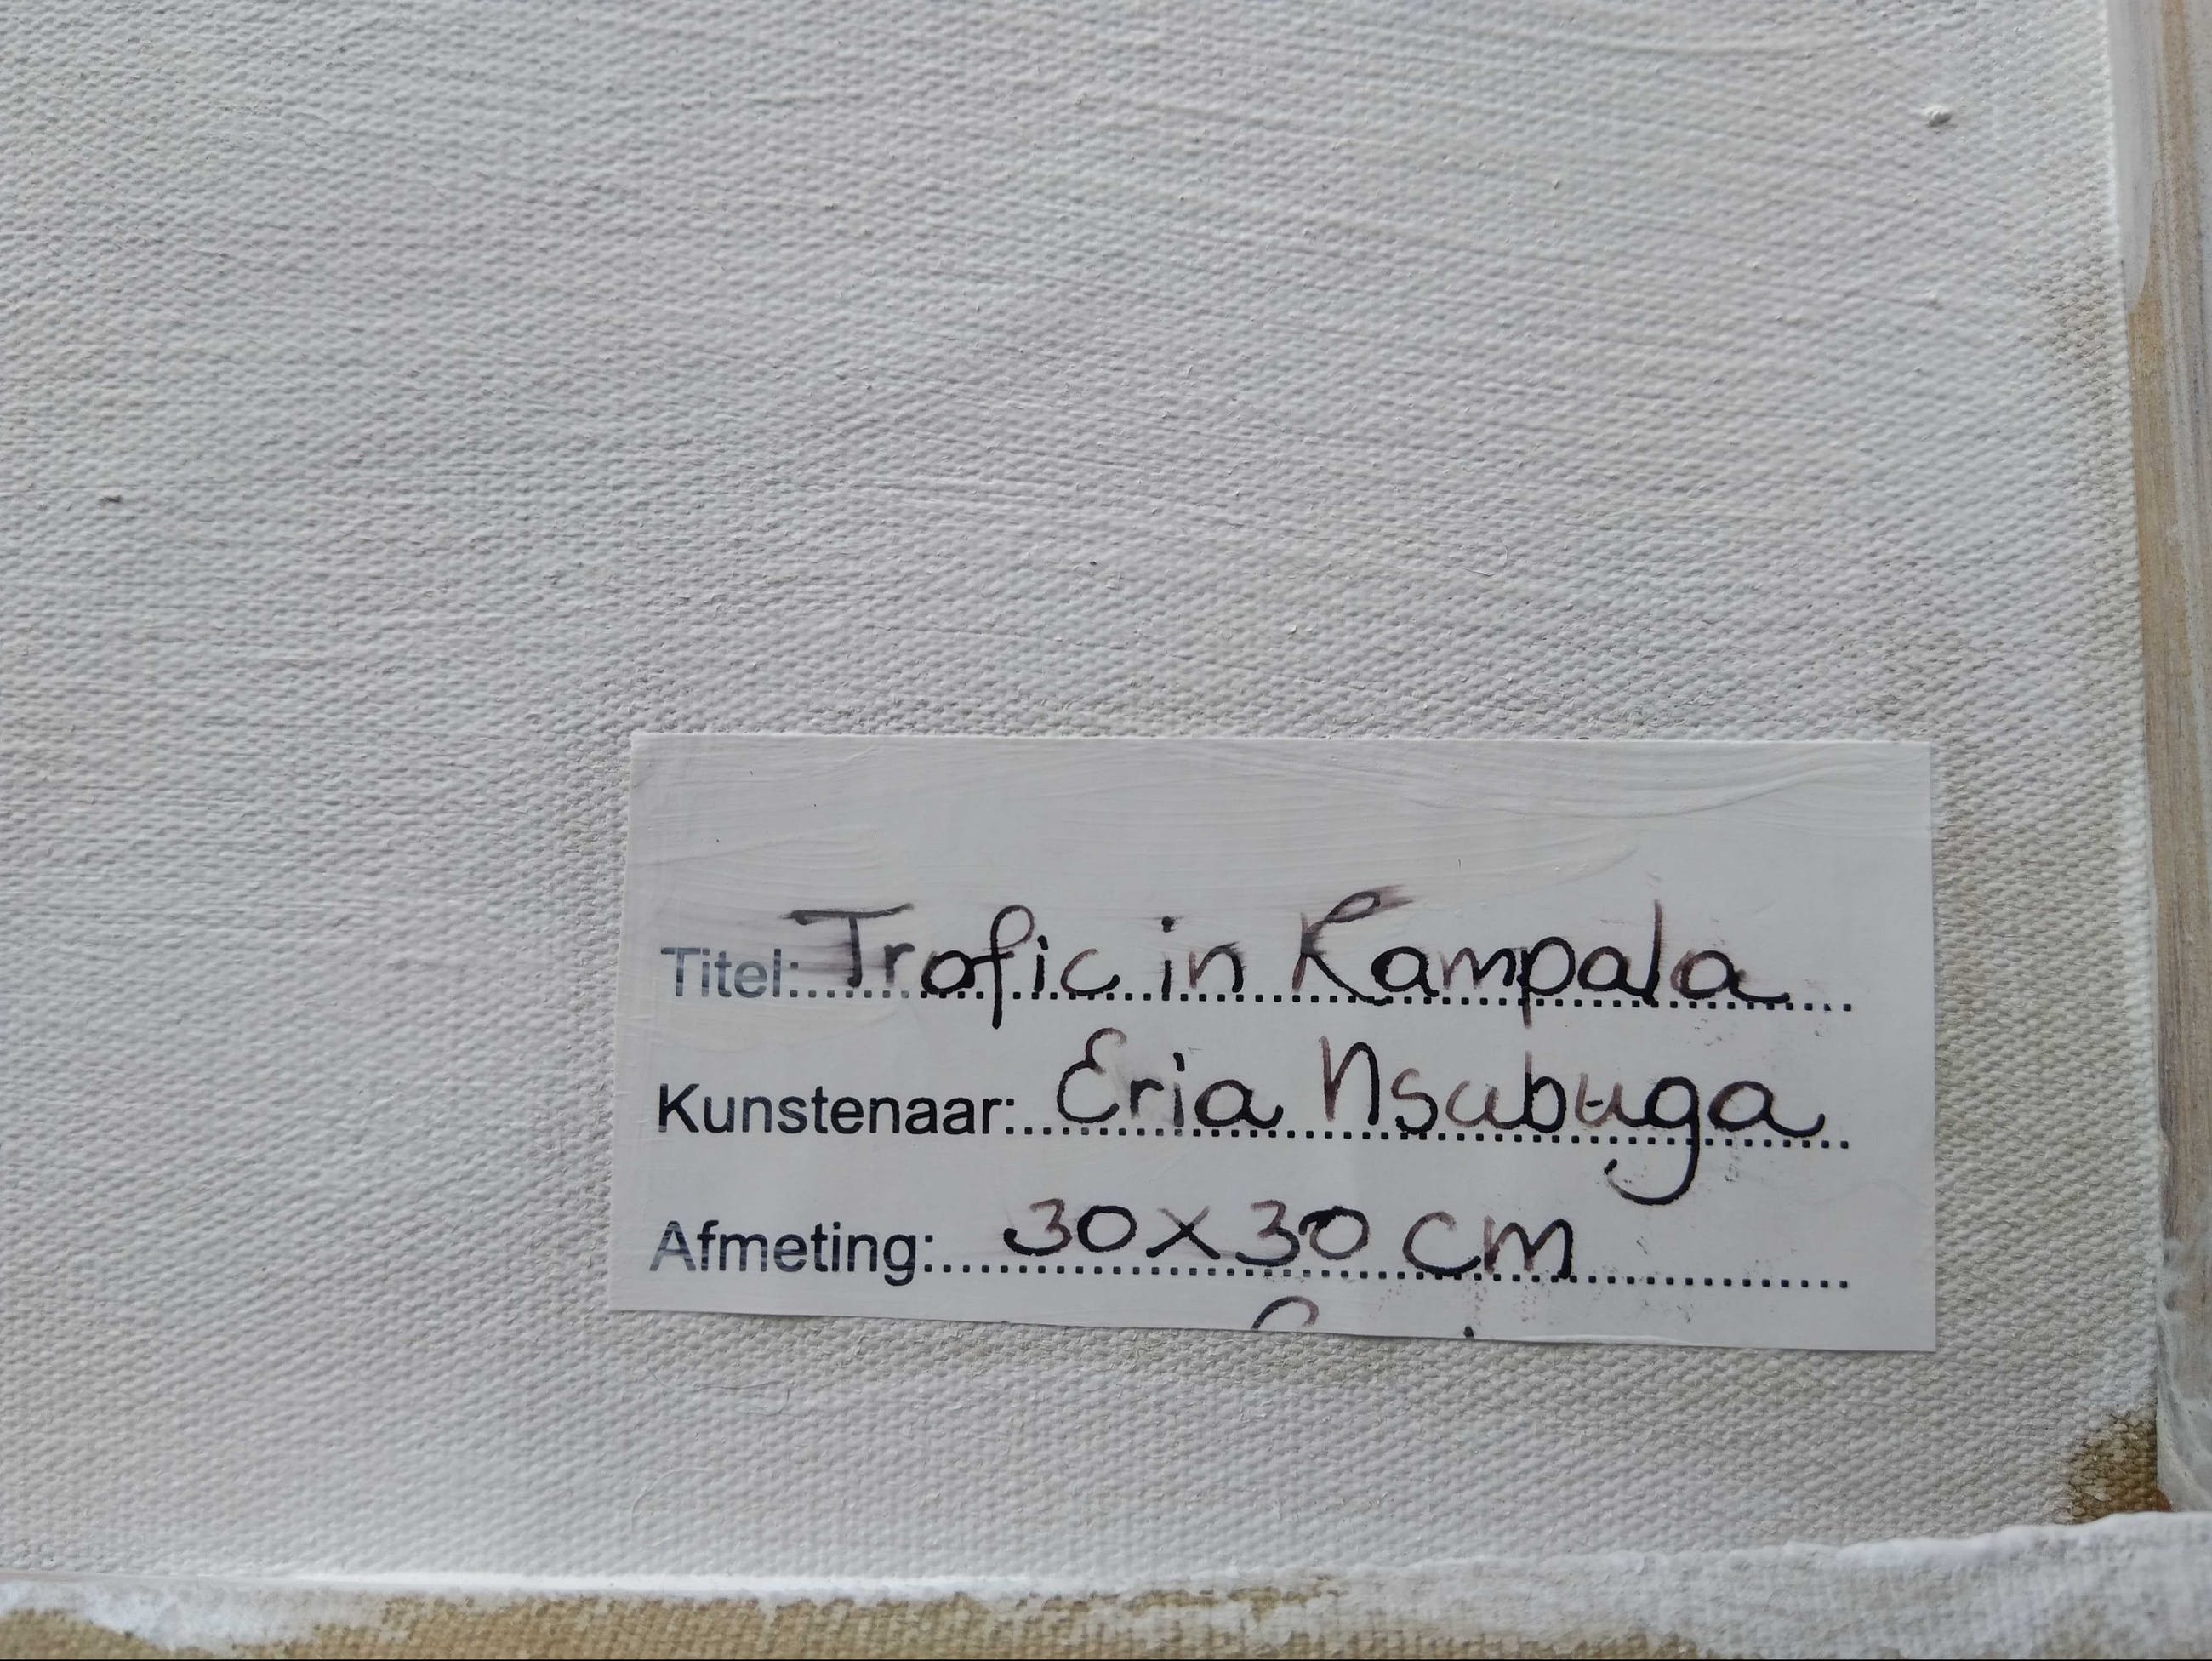 Titel: Trafic in Kampala
Kunstenaar: Eria Nsubuga
Afmeting: 30x30 cm